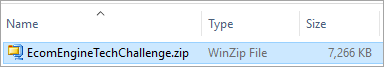 Name Type Size
EcomEngineTechChallenge.zip WinZip File 7,266 KB